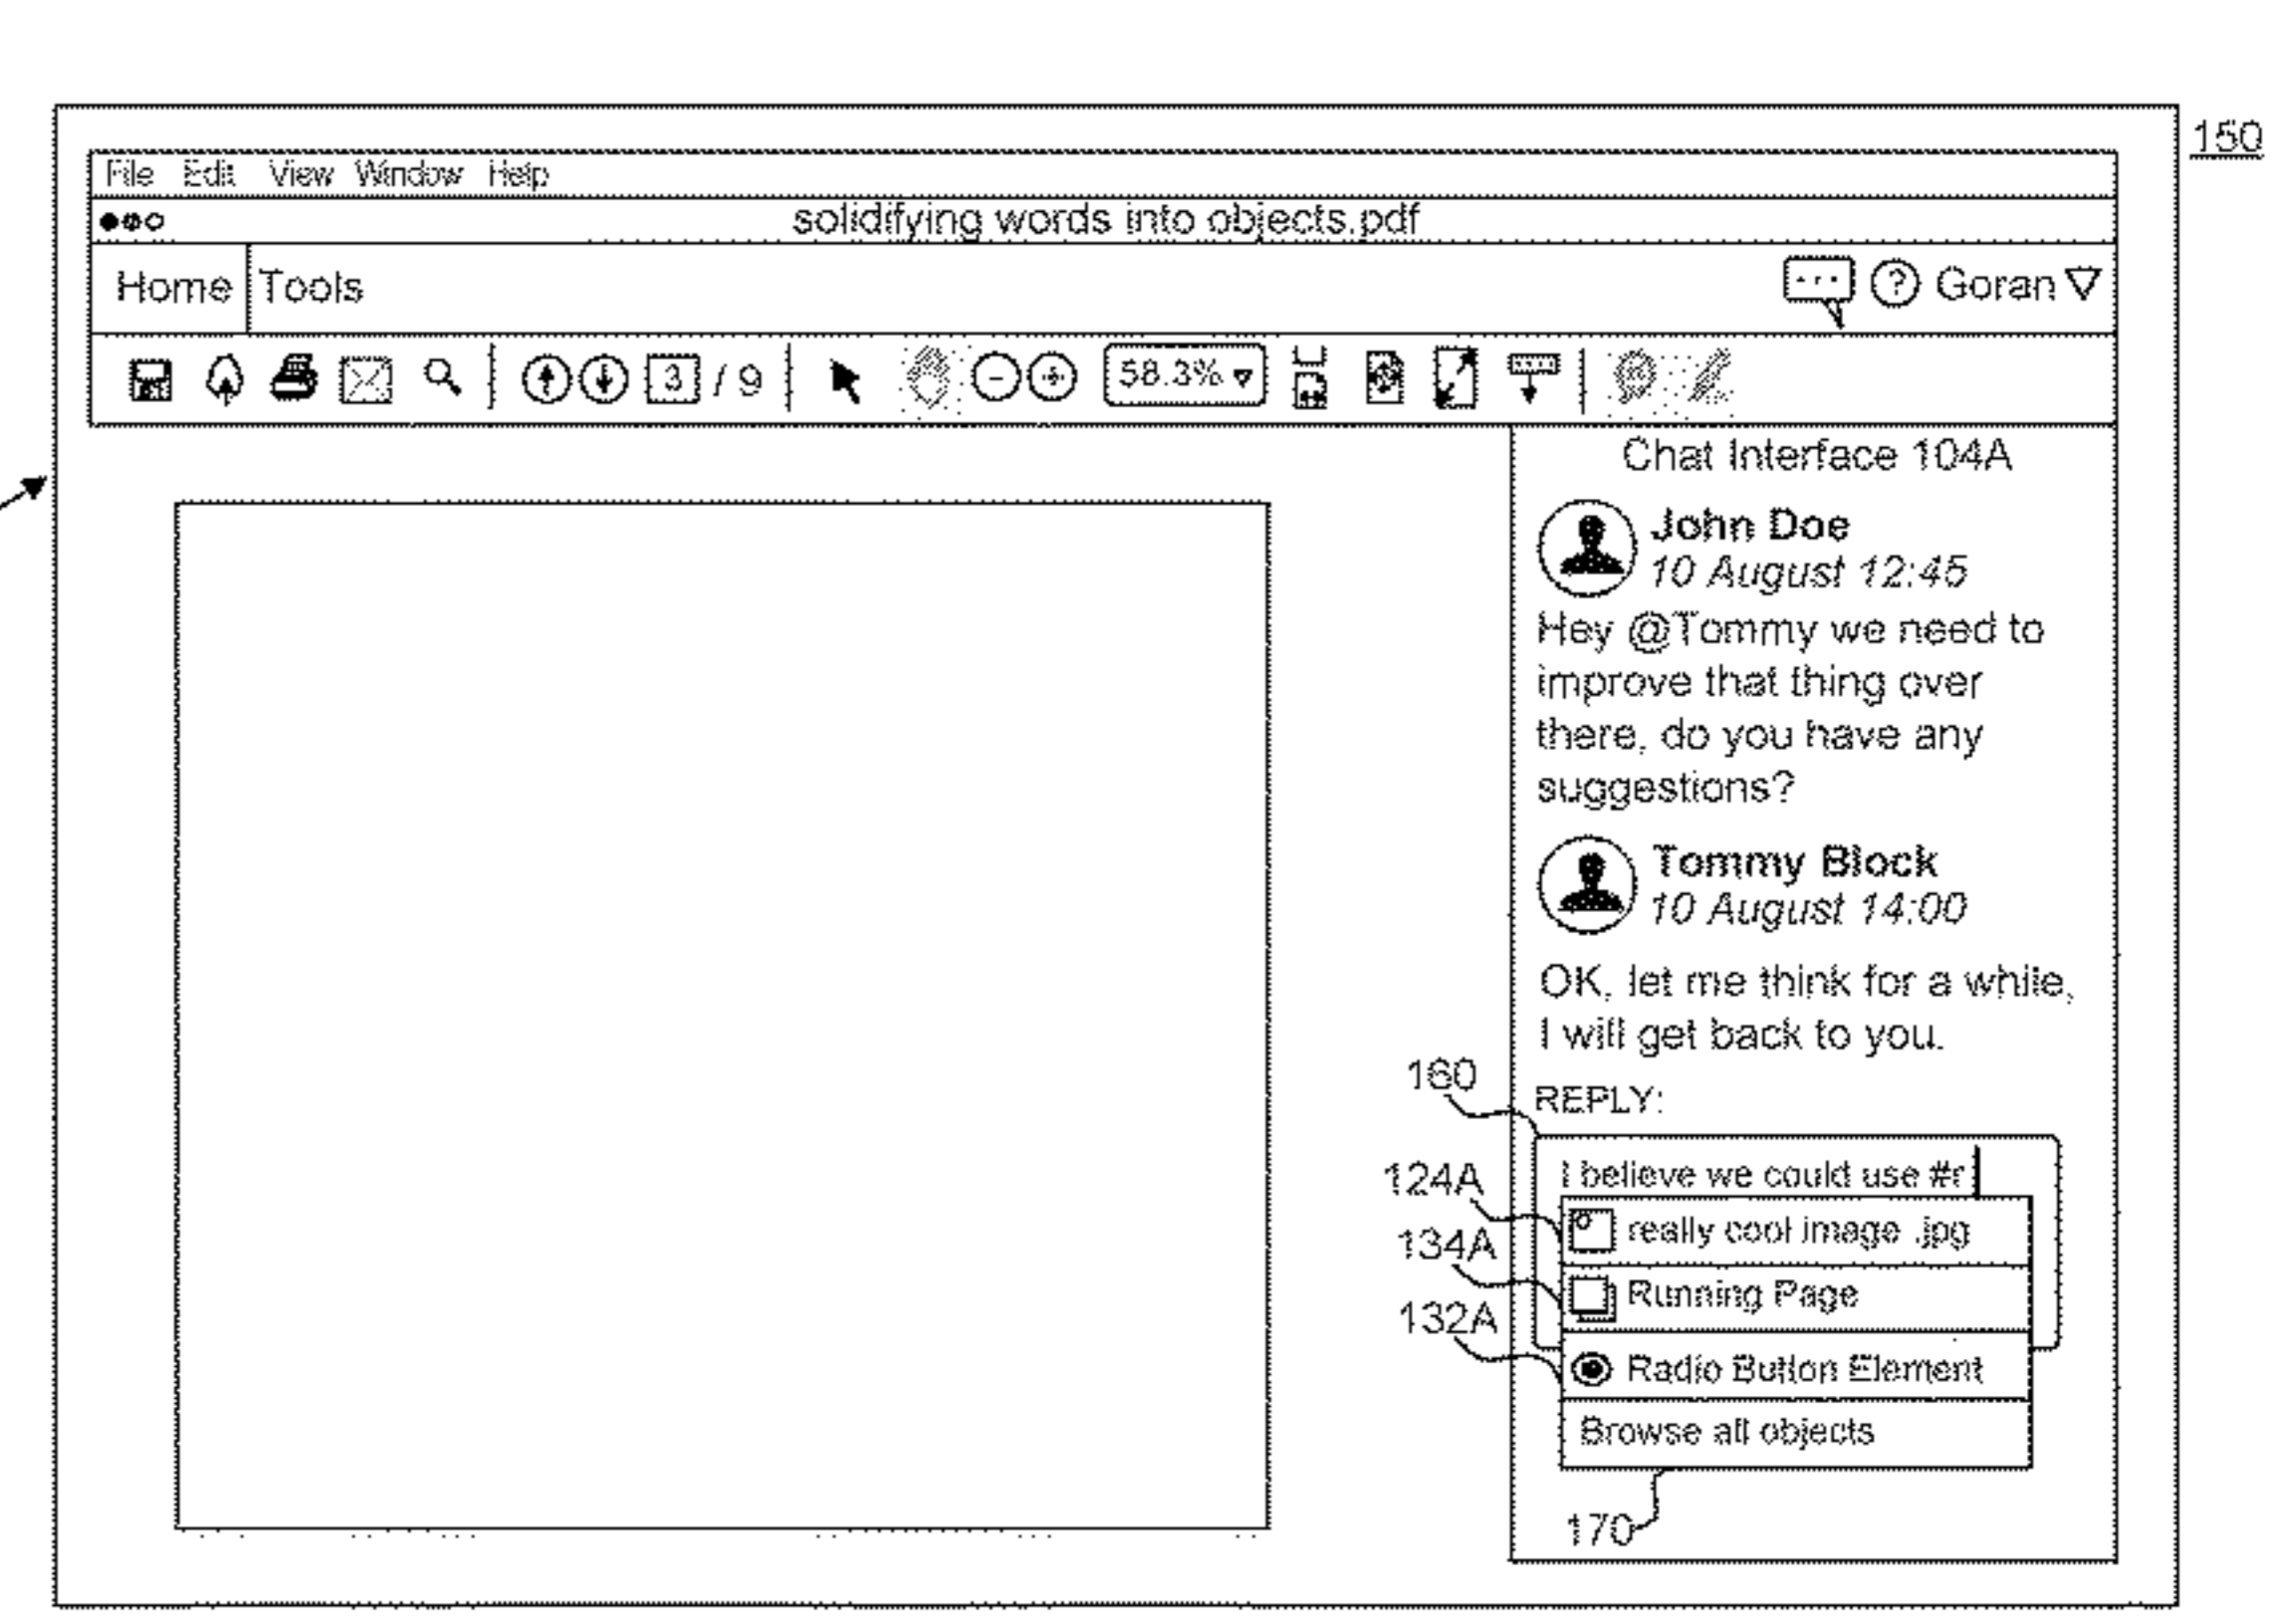 150
File Edit View Window Help
solidifying words into objects.pdf
Home Tools ? Goran
3 / 9 58.3%
Chat Interface 104A
John Doe
10 August 12:45
Hey @Tommy we need to
improve that thing over
there, do you have any
suggestions?
Tommy Block
10 August 14:00
OK, let me think for a while,
I will get back to you.
160
REPLY:
I believe we could use #r
124A
really cool image .jpg
134A
Running Page
132A
Radio Button Element
Browse all objects
170